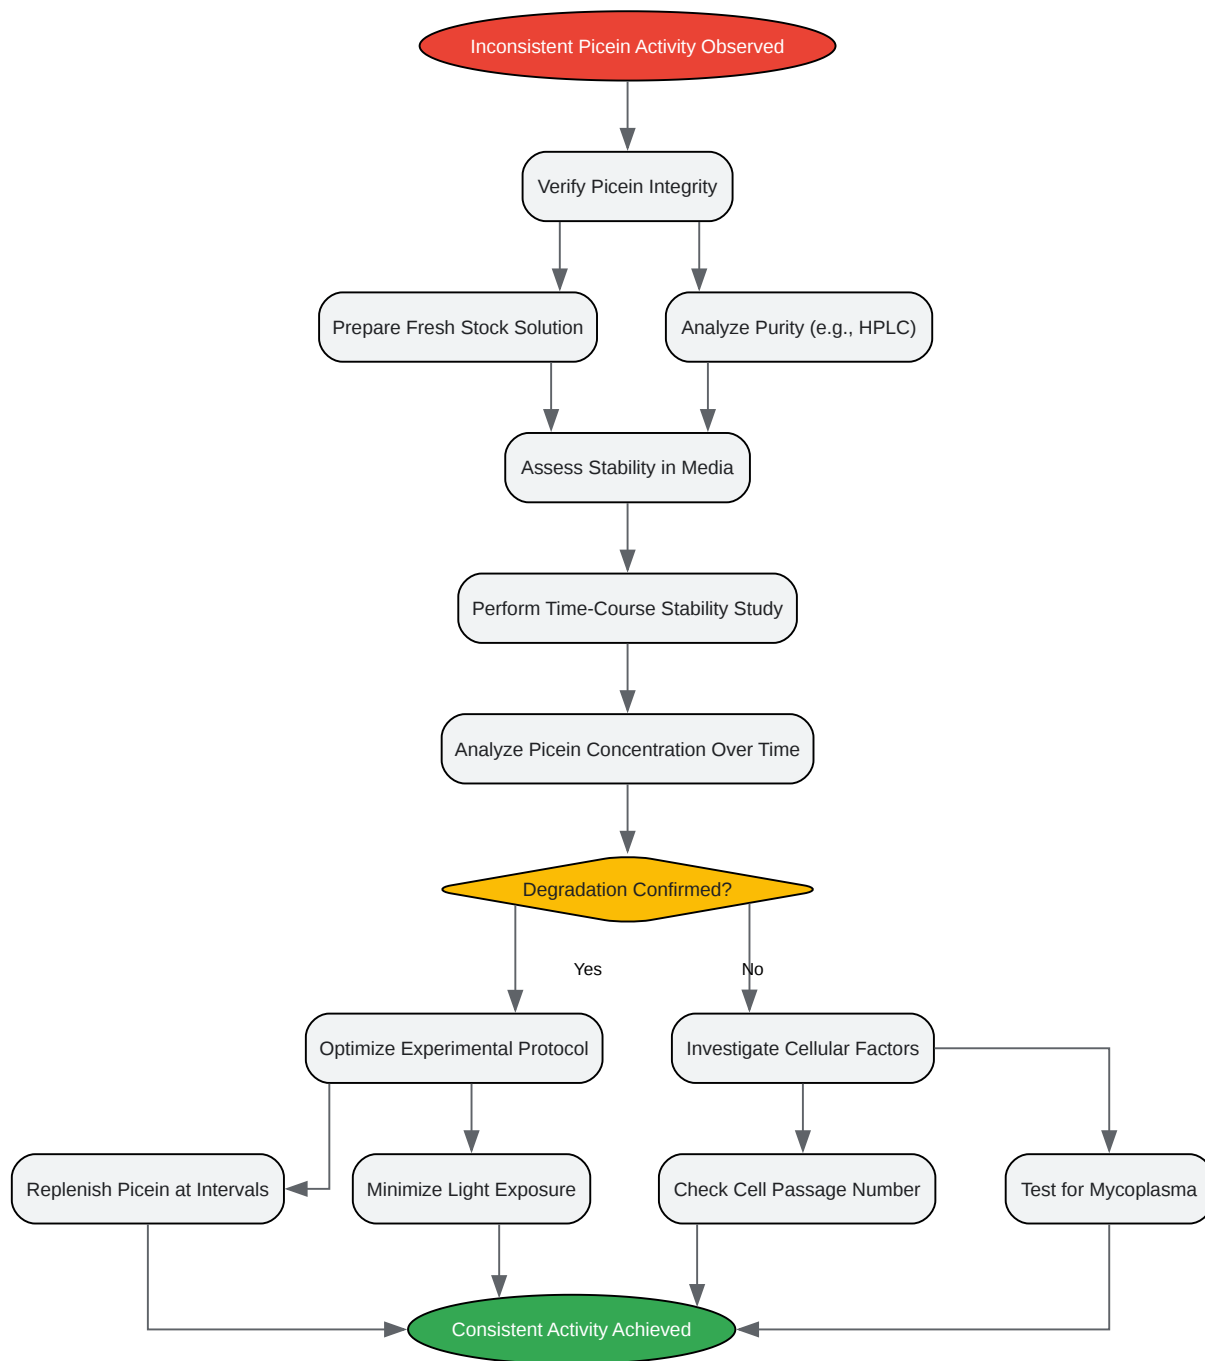 Inconsistent Picein Activity Observed
Verify Picein Integrity
Prepare Fresh Stock Solution
Analyze Purity (e.g., HPLC)
Assess Stability in Media
Perform Time-Course Stability Study
Analyze Picein Concentration Over Time
Degradation Confirmed?
Yes
No
Optimize Experimental Protocol
Investigate Cellular Factors
Replenish Picein at Intervals
Minimize Light Exposure
Check Cell Passage Number
Test for Mycoplasma
Consistent Activity Achieved